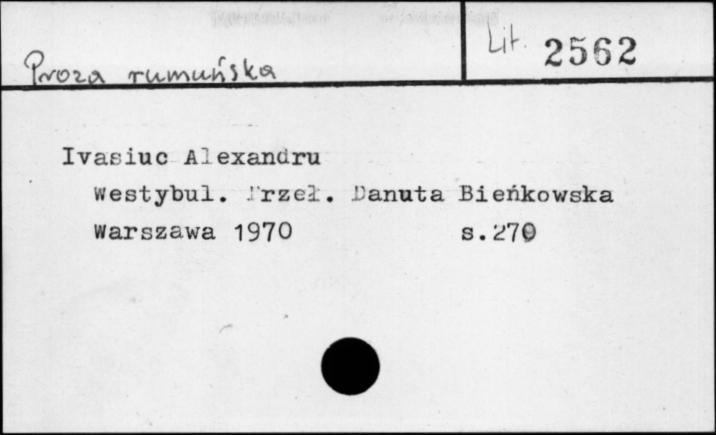 Proza rumuńska
Lit. 2562
Ivasiuc Alexandru
Westybul. Przeł. Danuta Bieńkowska
Warszawa 1970 s.270